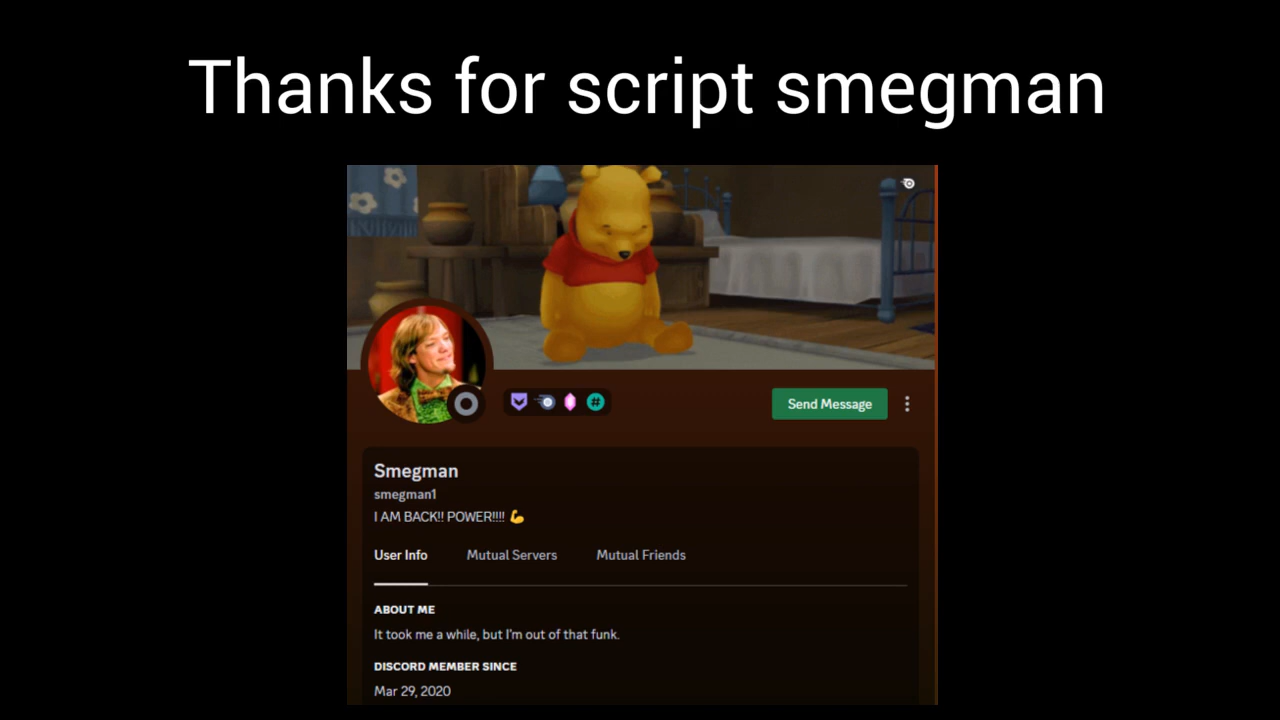 Thanks for script smegman
Send Message
Smegman
smegman1
I AM BACK!! POWER!!!! 💪
User Info Mutual Servers Mutual Friends
ABOUT ME
It took me a while, but I'm out of that funk.
DISCORD MEMBER SINCE
Mar 29, 2020